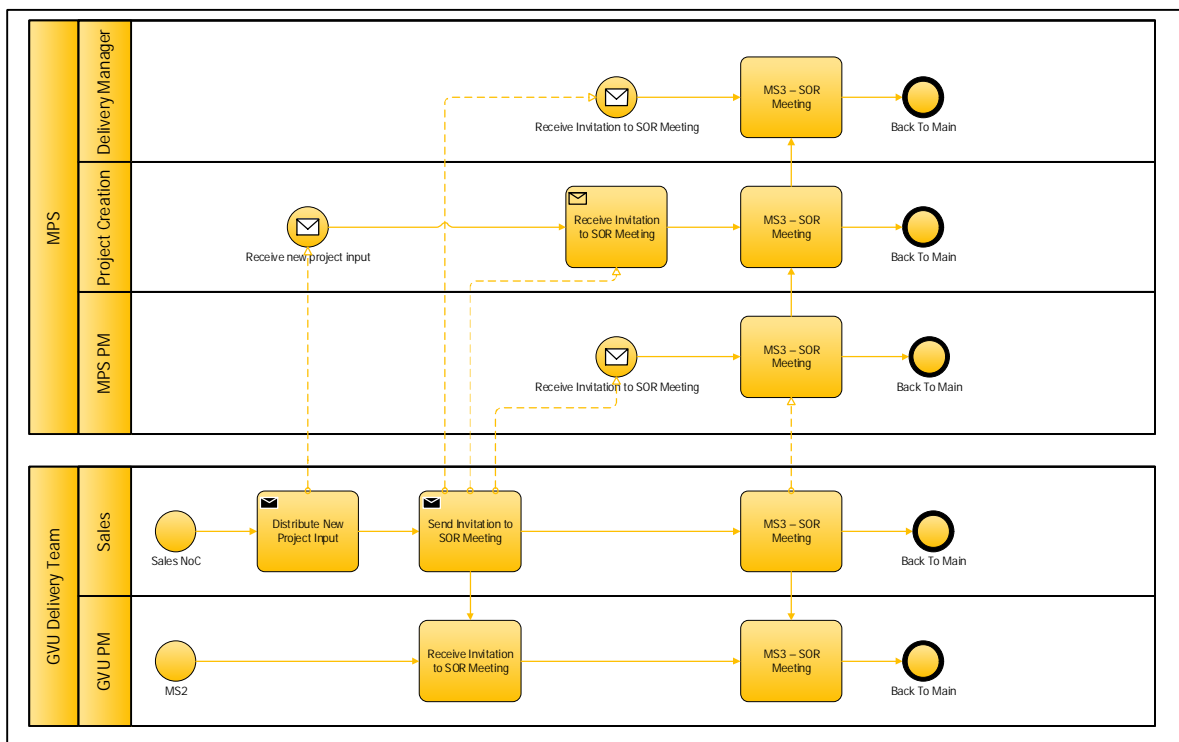 MPS
Delivery Manager
Receive Invitation to SOR Meeting
MS3 – SOR
Meeting
Back To Main
Project Creation
Receive new project input
Receive Invitation
to SOR Meeting
MS3 – SOR
Meeting
Back To Main
MPS PM
Receive Invitation to SOR Meeting
MS3 – SOR
Meeting
Back To Main
GVU Delivery Team
Sales
Sales NoC
Distribute New
Project Input
Send Invitation to
SOR Meeting
MS3 – SOR
Meeting
Back To Main
GVU PM
MS2
Receive Invitation
to SOR Meeting
MS3 – SOR
Meeting
Back To Main